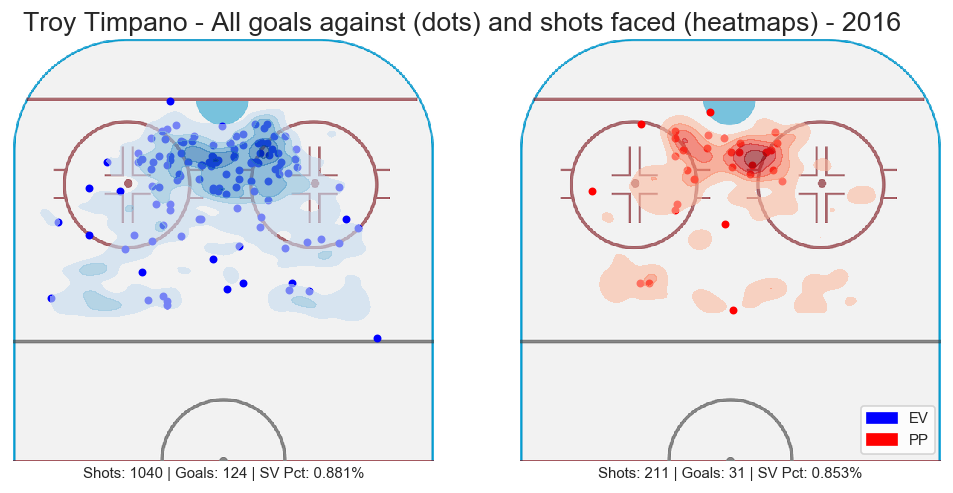 Troy Timpano - All goals against (dots) and shots faced (heatmaps) - 2016
EV
PP
Shots: 1040 | Goals: 124 | SV Pct: 0.881%
Shots: 211 | Goals: 31 | SV Pct: 0.853%